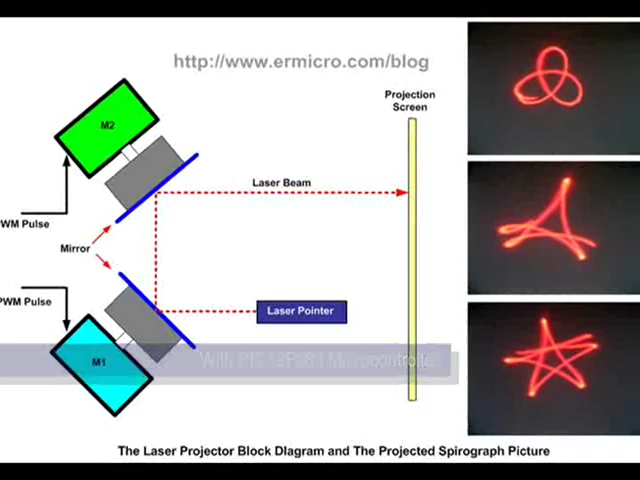 http://www.ermicro.com/blog
Projection
Screen
M2
Laser Beam
PWM Pulse
Mirror
PWM Pulse
Laser Pointer
M1
With PIC
Microcontroller
The Laser Projector Block DIagram and The Projected Spirograph Picture